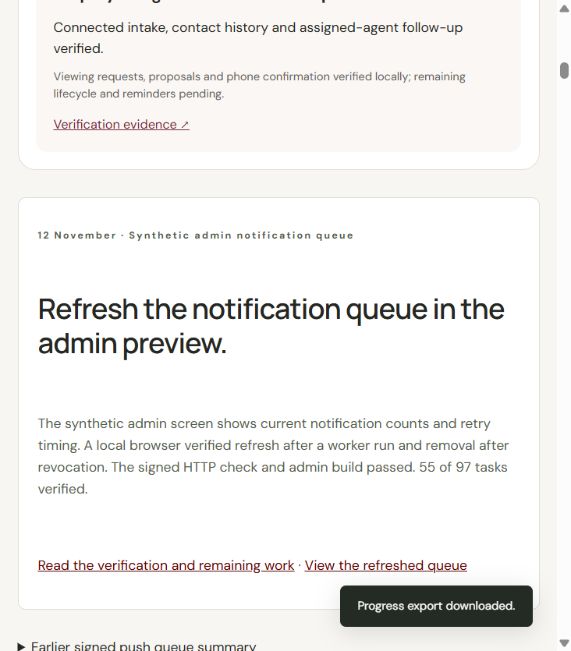 Connected intake, contact history and assigned-agent follow-up
verified.
Viewing requests, proposals and phone confirmation verified locally; remaining
lifecycle and reminders pending.
Verification evidence ↗
12 November · Synthetic admin notification queue
Refresh the notification queue in the
admin preview.
The synthetic admin screen shows current notification counts and retry
timing. A local browser verified refresh after a worker run and removal after
revocation. The signed HTTP check and admin build passed. 55 of 97 tasks
verified.
Read the verification and remaining work · View the refreshed queue
Progress export downloaded.
▶ Earlier signed push queue summary